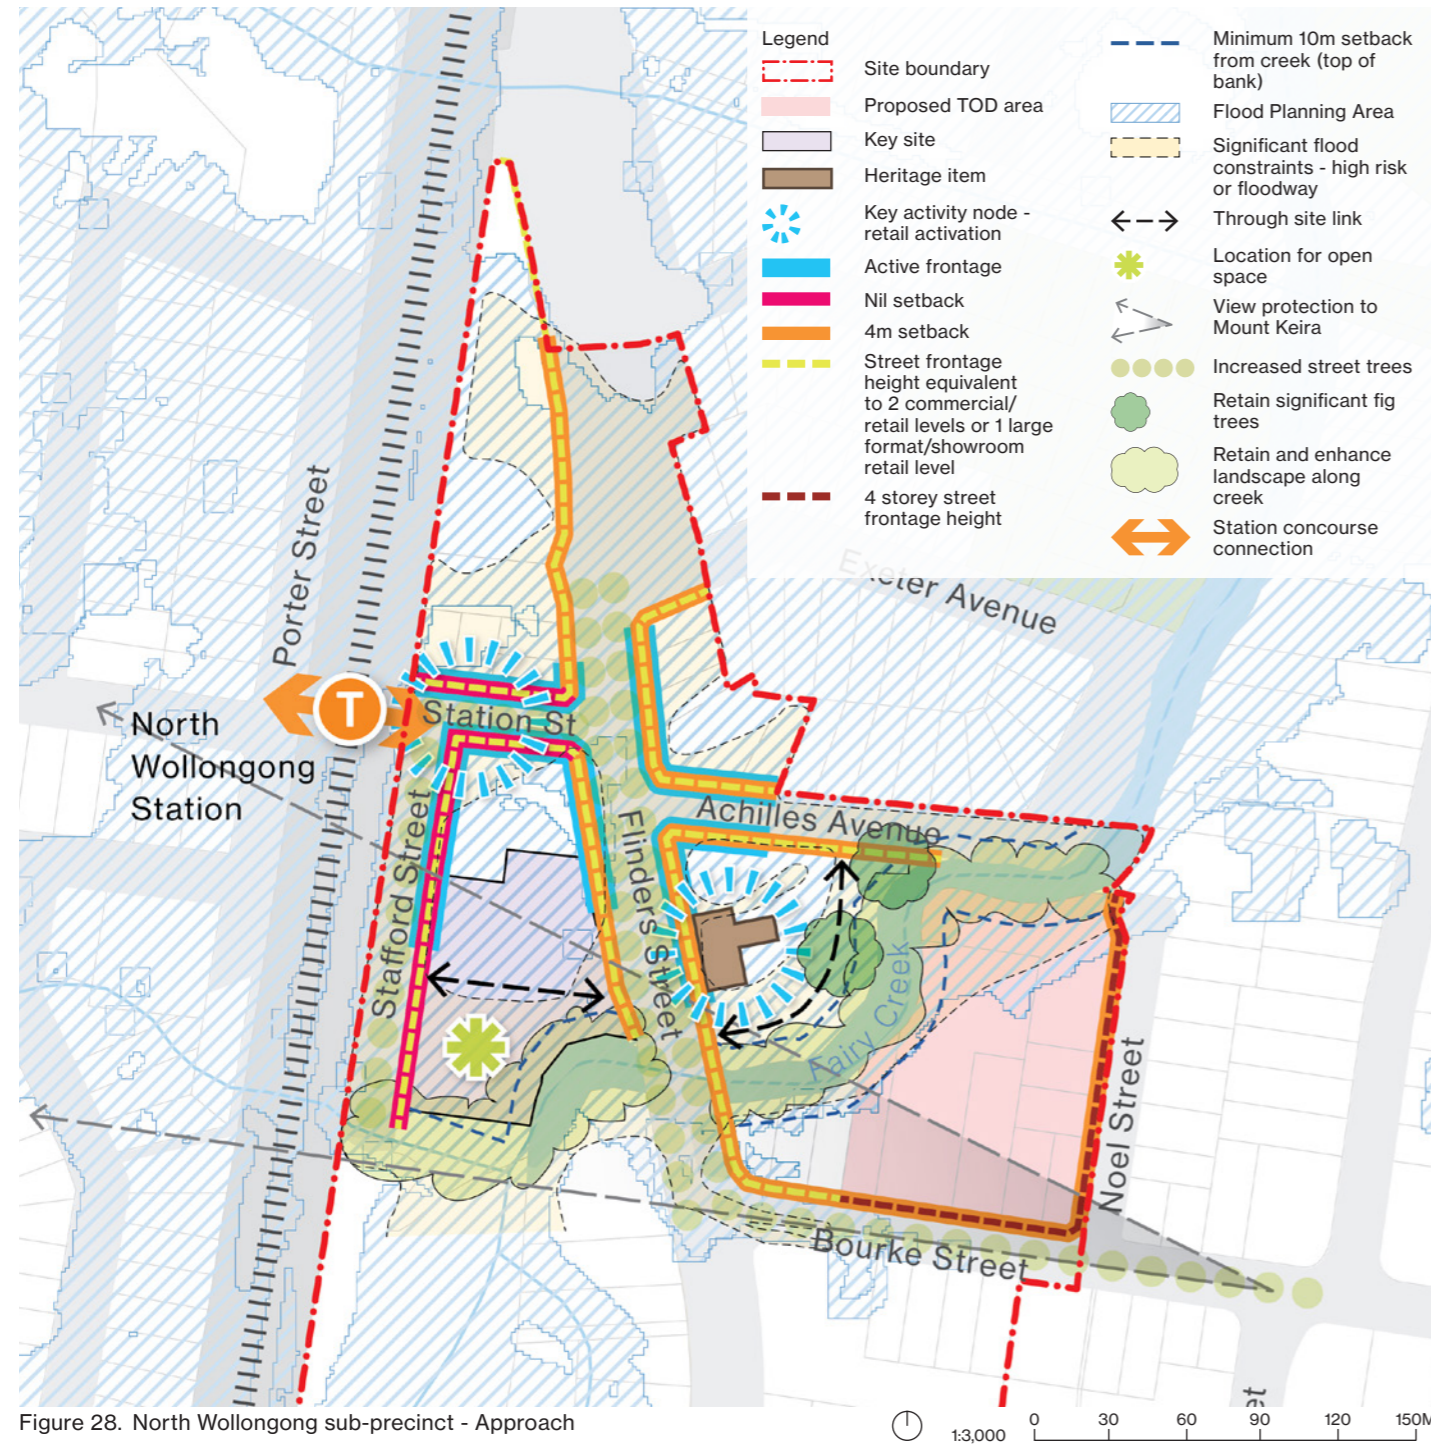 Legend
Site boundary
Proposed TOD area
Key site
Heritage item
Key activity node -
retail activation
Active frontage
Nil setback
4m setback
Street frontage
height equivalent
to 2 commercial/
retail levels or 1 large
format/showroom
retail level
4 storey street
frontage height
Minimum 10m setback
from creek (top of
bank)
Flood Planning Area
Significant flood
constraints - high risk
or floodway
Through site link
Location for open
space
View protection to
Mount Keira
Increased street trees
Retain significant fig
trees
Retain and enhance
landscape along
creek
Station concourse
connection
Exeter Avenue
Porter Street
T
Station St
North
Wollongong
Station
Achilles Avenue
Stafford Street
Flinders Street
Fairy Creek
Noel Street
Bourke Street
et
Figure 28. North Wollongong sub-precinct - Approach
1:3,000
0 30 60 90 120 150M